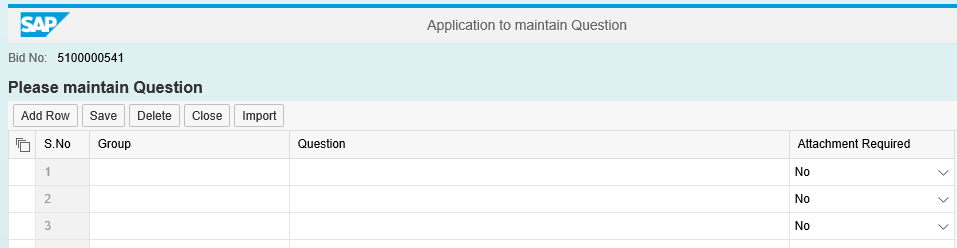 SAP Application to maintain Question
Bid No: 5100000541
Please maintain Question
Add Row Save Delete Close Import
S.No Group Question Attachment Required
1 No
2 No
3 No